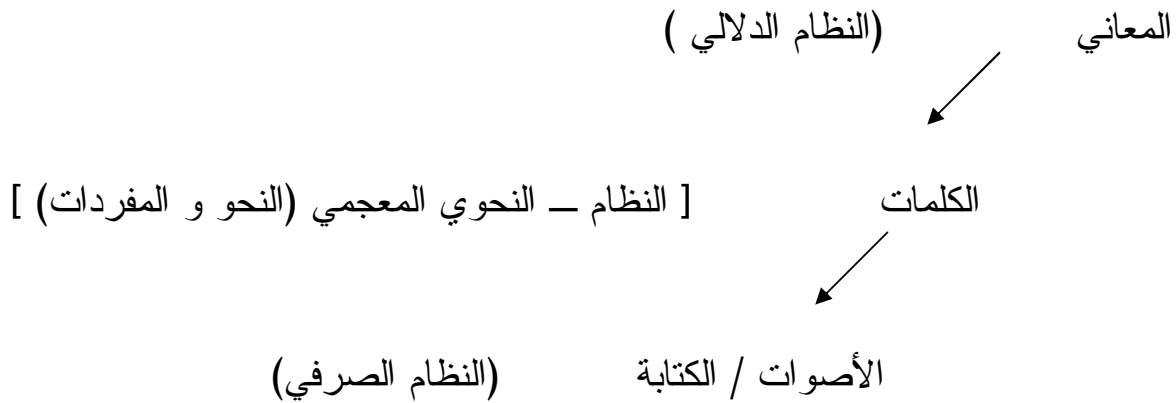 المعاني (النظام الدلالي )
الكلمات [ النظام ــ النحوي المعجمي (النحو و المفردات) ]
الأصوات / الكتابة (النظام الصرفي)